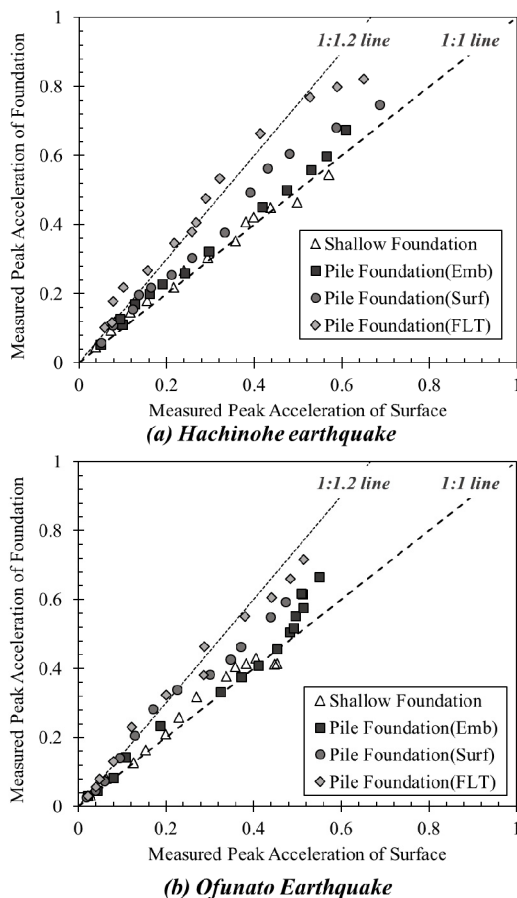 1
1:1.2 line
1:1 line
0.8
0.6
0.4
0.2
0
Measured Peak Acceleration of Foundation
Shallow Foundation
Pile Foundation(Emb)
Pile Foundation(Surf)
Pile Foundation(FLT)
0 0.2 0.4 0.6 0.8 1
Measured Peak Acceleration of Surface
(a) Hachinohe earthquake
1
1:1.2 line
1:1 line
0.8
0.6
0.4
0.2
0
Measured Peak Acceleration of Foundation
Shallow Foundation
Pile Foundation(Emb)
Pile Foundation(Surf)
Pile Foundation(FLT)
0 0.2 0.4 0.6 0.8 1
Measured Peak Acceleration of Surface
(b) Ofunato Earthquake